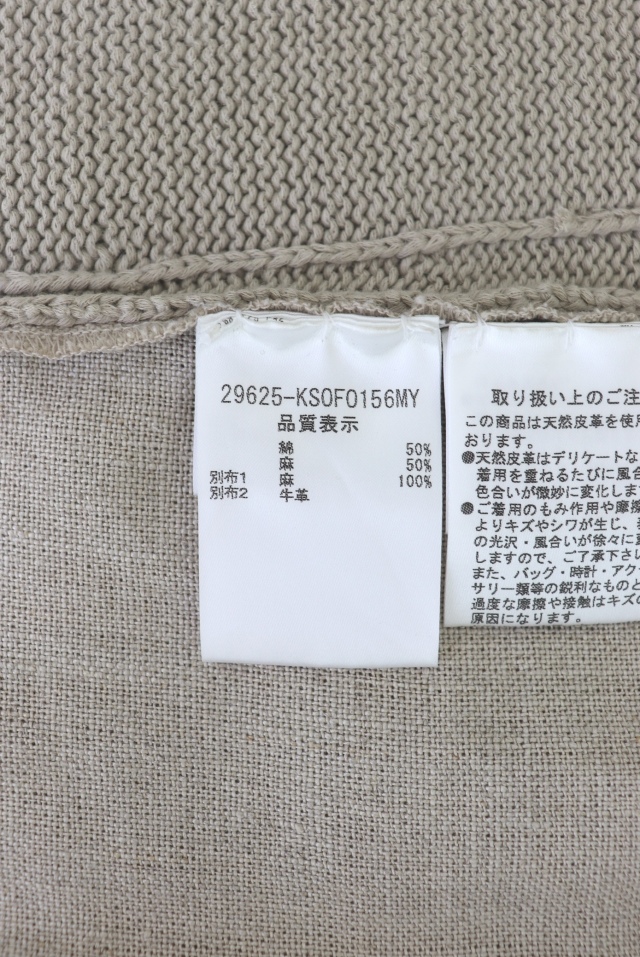 29625-KSOFO156MY
品質表示
綿 50%
麻 50%
別布1 麻 100%
別布2 牛革
取り扱い上のご注
この商品は天然皮革を使用
おります。
●天然皮革はデリケートな
着用を重ねるたびに風合
色合いが微妙に変化しま
●ご着用のもみ作用や摩擦
よりキズやシワが生じ、
の光沢・風合いが徐々に
しますので、ご了承下さい
また、バッグ・時計・アク
サリー類等の鋭利なものと
過度な摩擦や接触はキズの
原因になります。